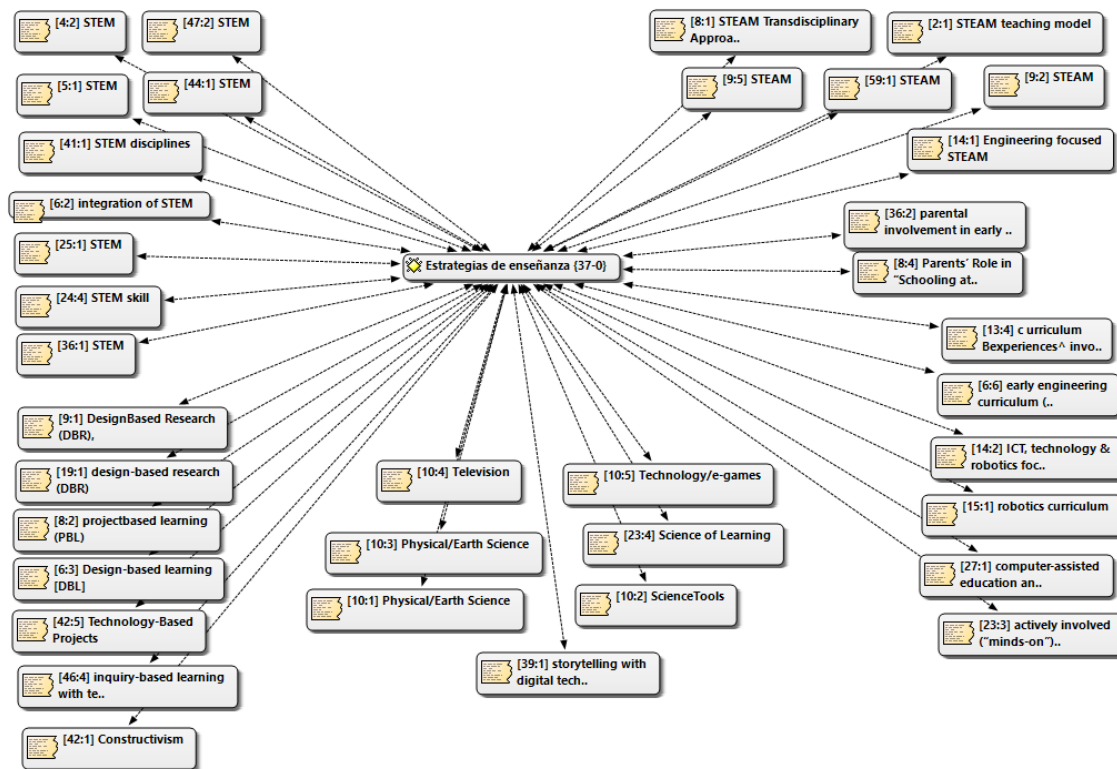 [4:2] STEM
[47:2] STEM
[8:1] STEAM Transdisciplinary
Approa..
[2:1] STEAM teaching model
[5:1] STEM
[44:1] STEM
[9:5] STEAM
[59:1] STEAM
[9:2] STEAM
[41:1] STEM disciplines
[14:1] Engineering focused
STEAM
[6:2] integration of STEM
[36:2] parental
involvement in early ..
[25:1] STEM
Estrategias de enseñanza {37-0}
[8:4] Parents´ Role in
“Schooling at..
[24:4] STEM skill
[36:1] STEM
[13:4] c urriculum
Bexperiences^ invo..
[6:6] early engineering
curriculum (..
[9:1] DesignBased Research
(DBR),
[14:2] ICT, technology &
robotics foc..
[19:1] design-based research
(DBR)
[10:4] Television
[10:5] Technology/e-games
[15:1] robotics curriculum
[8:2] projectbased learning
(PBL)
[10:3] Physical/Earth Science
[23:4] Science of Learning
[6:3] Design-based learning
[DBL]
[27:1] computer-assisted
education an..
[10:1] Physical/Earth Science
[10:2] ScienceTools
[42:5] Technology-Based
Projects
[23:3] actively involved
(“minds-on”)..
[46:4] inquiry-based learning
with te..
[39:1] storytelling with
digital tech..
[42:1] Constructivism